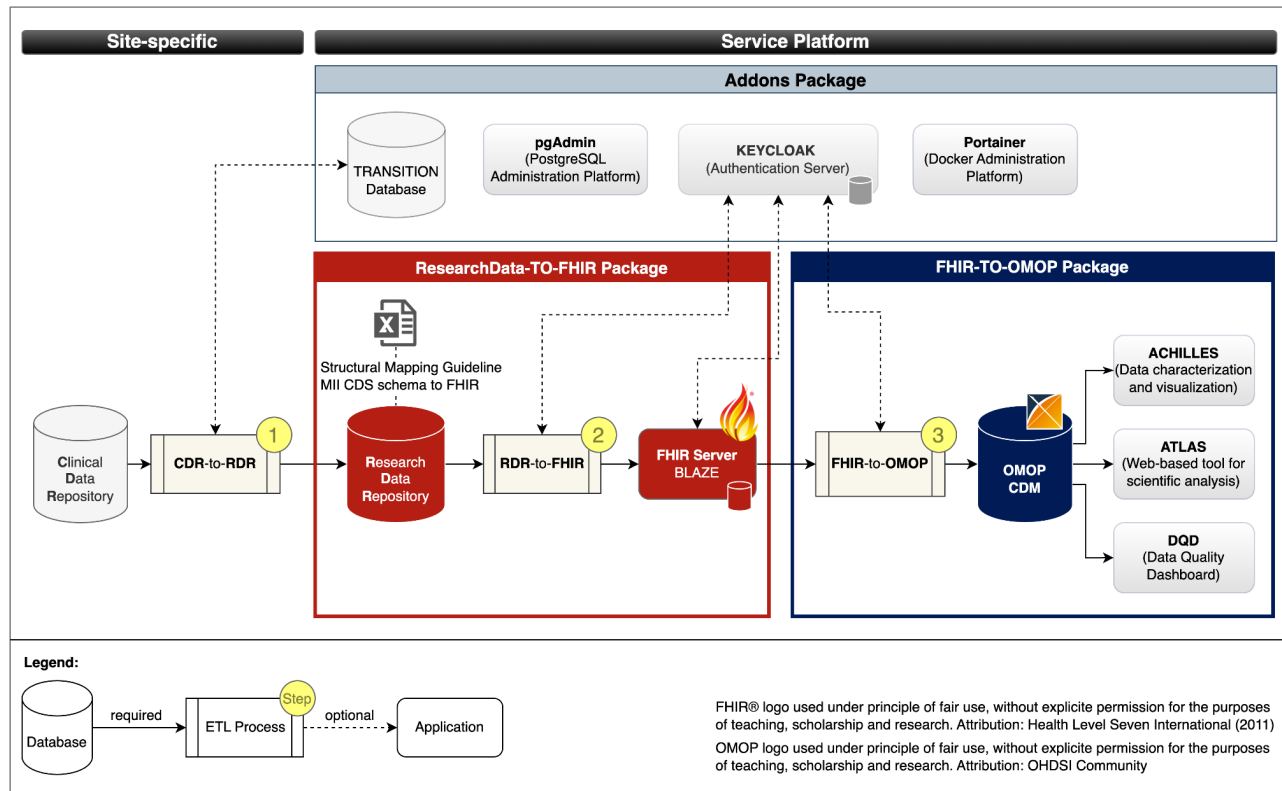 Site-specific
Service Platform
Addons Package
TRANSITION
Database
pgAdmin
(PostgreSQL
Administration Platform)
KEYCLOAK
(Authentication Server)
Portainer
(Docker Administration
Platform)
ResearchData-TO-FHIR Package
FHIR-TO-OMOP Package
X
Structural Mapping Guideline
MII CDS schema to FHIR
Clinical
Data
Repository
1
CDR-to-RDR
Research
Data
Repository
2
RDR-to-FHIR
FHIR Server
BLAZE
3
FHIR-to-OMOP
OMOP
CDM
ACHILLES
(Data characterization
and visualization)
ATLAS
(Web-based tool for
scientific analysis)
DQD
(Data Quality
Dashboard)
Legend:
Database
required
Step
ETL Process
optional
Application
FHIR® logo used under principle of fair use, without explicite permission for the purposes
of teaching, scholarship and research. Attribution: Health Level Seven International (2011)
OMOP logo used under principle of fair use, without explicite permission for the purposes
of teaching, scholarship and research. Attribution: OHDSI Community